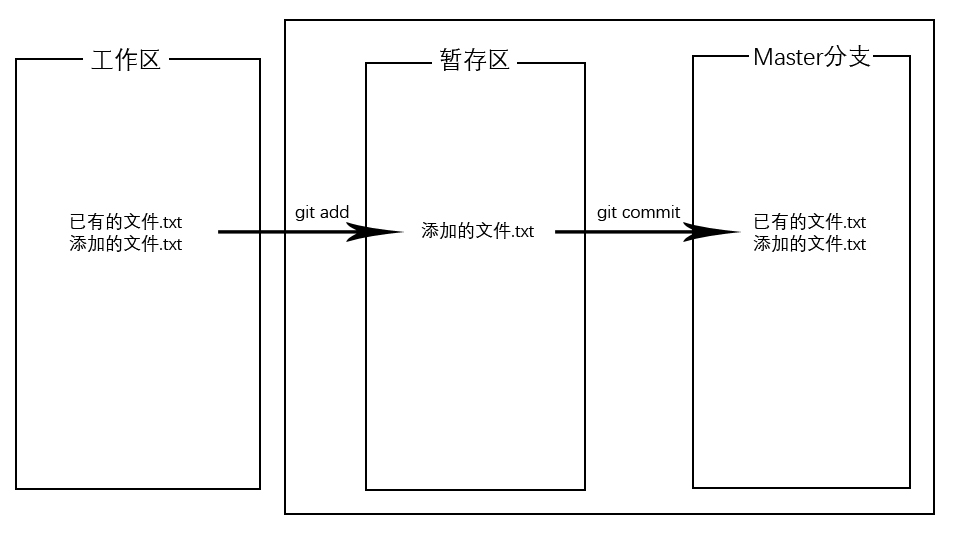 工作区
暂存区
Master分支
已有的文件.txt
添加的文件.txt
git add
添加的文件.txt
git commit
已有的文件.txt
添加的文件.txt